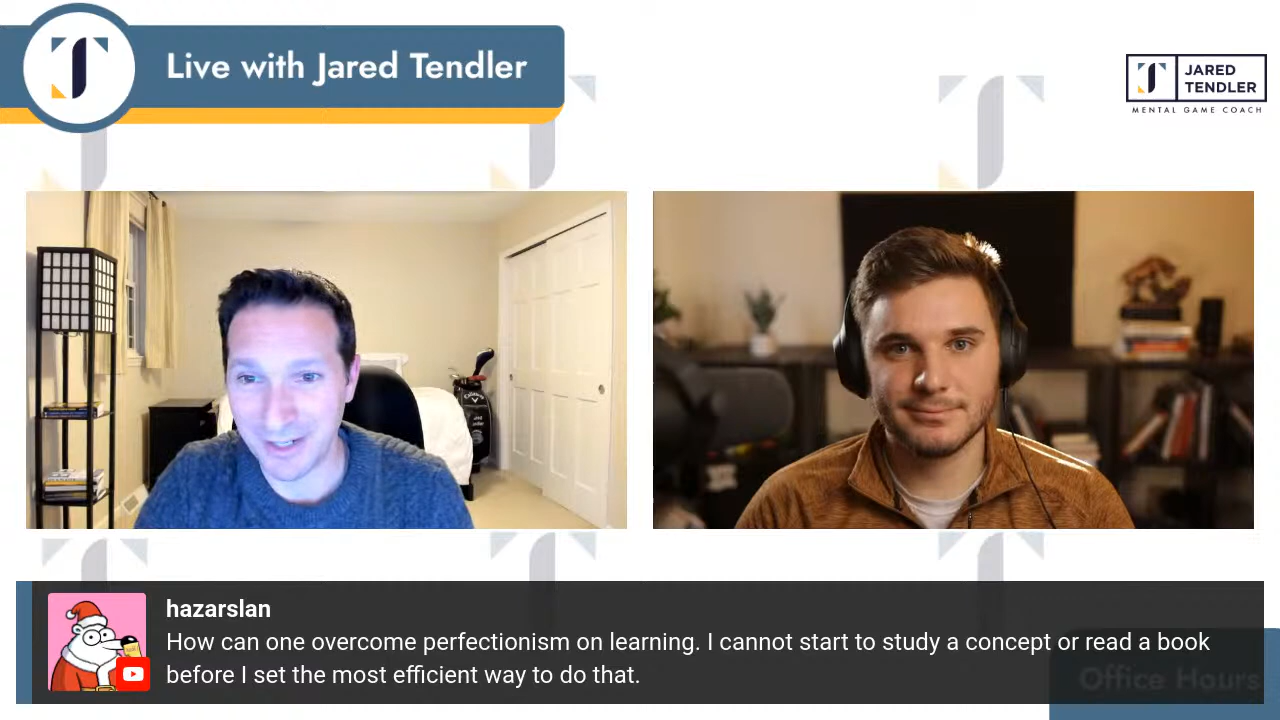 Live with Jared Tendler
JARED
TENDLER
MENTAL GAME COACH
hazarslan
How can one overcome perfectionism on learning. I cannot start to study a concept or read a book
before I set the most efficient way to do that.
Office Hours